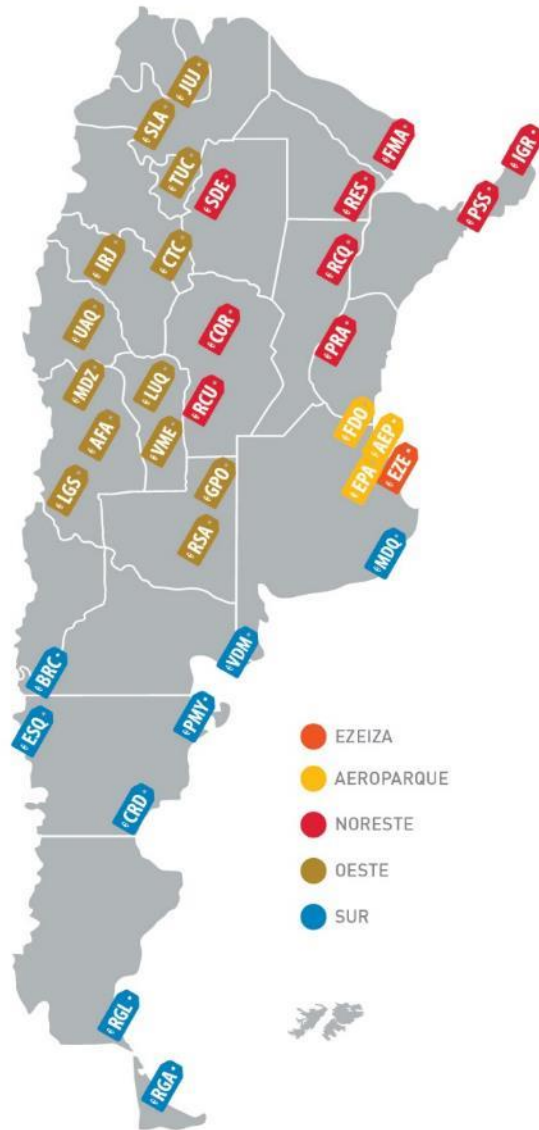 JUJ
SLA
TUC
SDE
FMA
IGR
RES
PSS
IRJ
CTC
RCQ
UAQ
COR
PRA
MDZ
LUQ
RCU
AFA
VME
FDO
AEP
LGS
GPO
EPA
EZE
RSA
MDQ
BRC
VDM
ESQ
PMY
CRD
EZEIZA
AEROPARQUE
NORESTE
OESTE
SUR
RGL
RGA